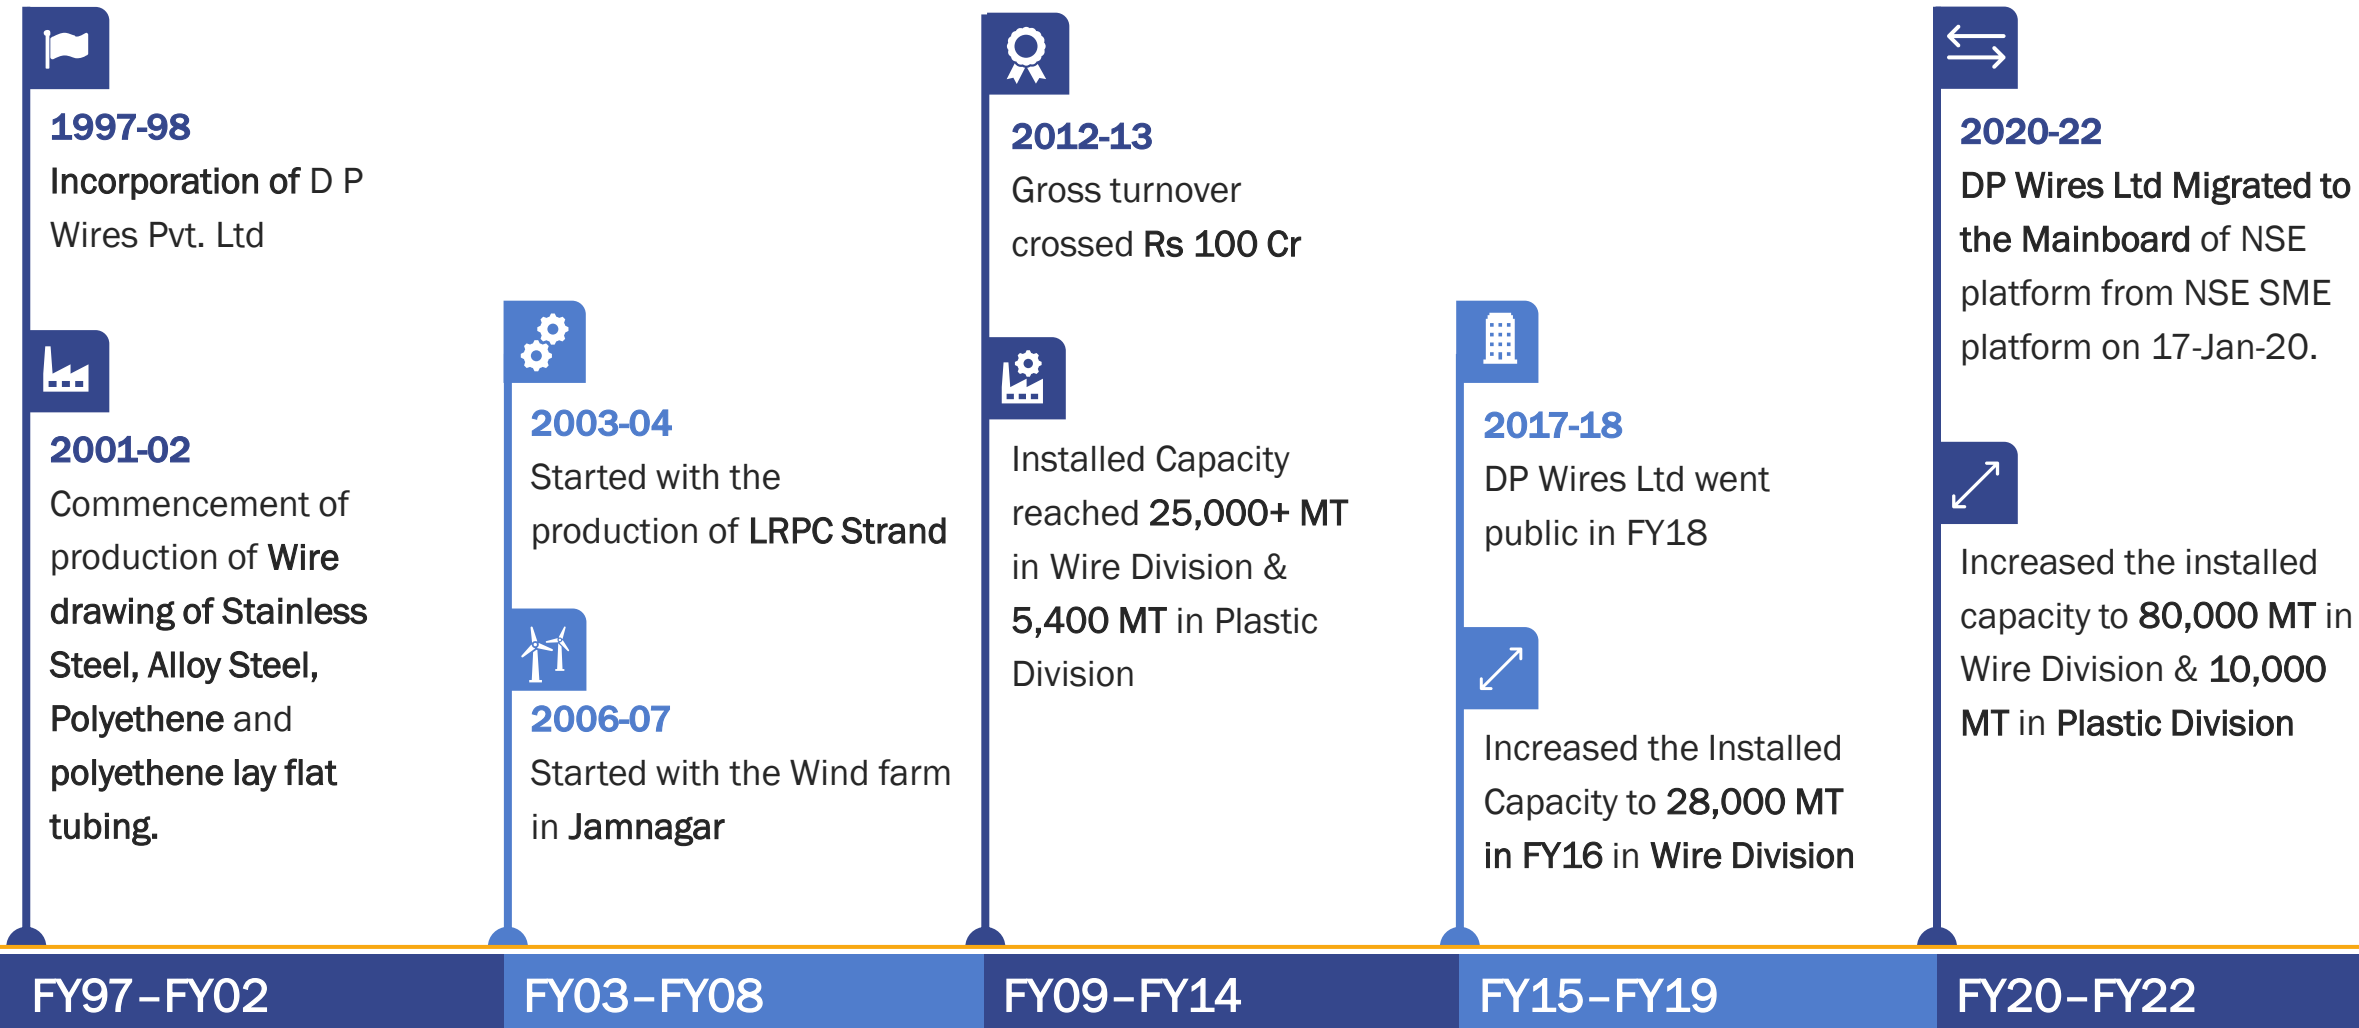 1997-98
Incorporation of D P
Wires Pvt. Ltd
2001-02
Commencement of
production of Wire
drawing of Stainless
Steel, Alloy Steel,
Polyethene and
polyethene lay flat
tubing.
FY97–FY02
2003-04
Started with the
production of LRPC Strand
2006-07
Started with the Wind farm
in Jamnagar
FY03–FY08
2012-13
Gross turnover
crossed Rs 100 Cr
Installed Capacity
reached 25,000+ MT
in Wire Division &
5,400 MT in Plastic
Division
FY09–FY14
2017-18
DP Wires Ltd went
public in FY18
Increased the Installed
Capacity to 28,000 MT
in FY16 in Wire Division
FY15–FY19
2020-22
DP Wires Ltd Migrated to
the Mainboard of NSE
platform from NSE SME
platform on 17-Jan-20.
Increased the installed
capacity to 80,000 MT in
Wire Division & 10,000
MT in Plastic Division
FY20–FY22